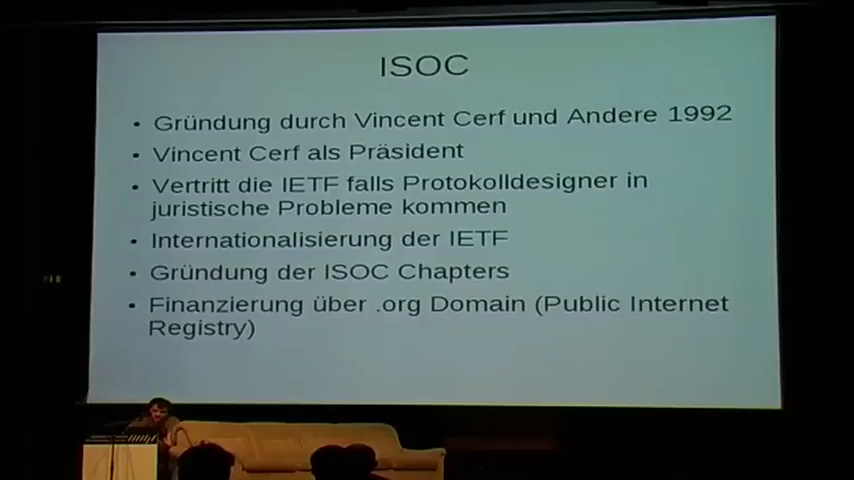 ISOC
• Gründung durch Vincent Cerf und Andere 1992
• Vincent Cerf als Präsident
• Vertritt die IETF falls Protokolldesigner in
juristische Probleme kommen
• Internationalisierung der IETF
• Gründung der ISOC Chapters
• Finanzierung über .org Domain (Public Internet
Registry)